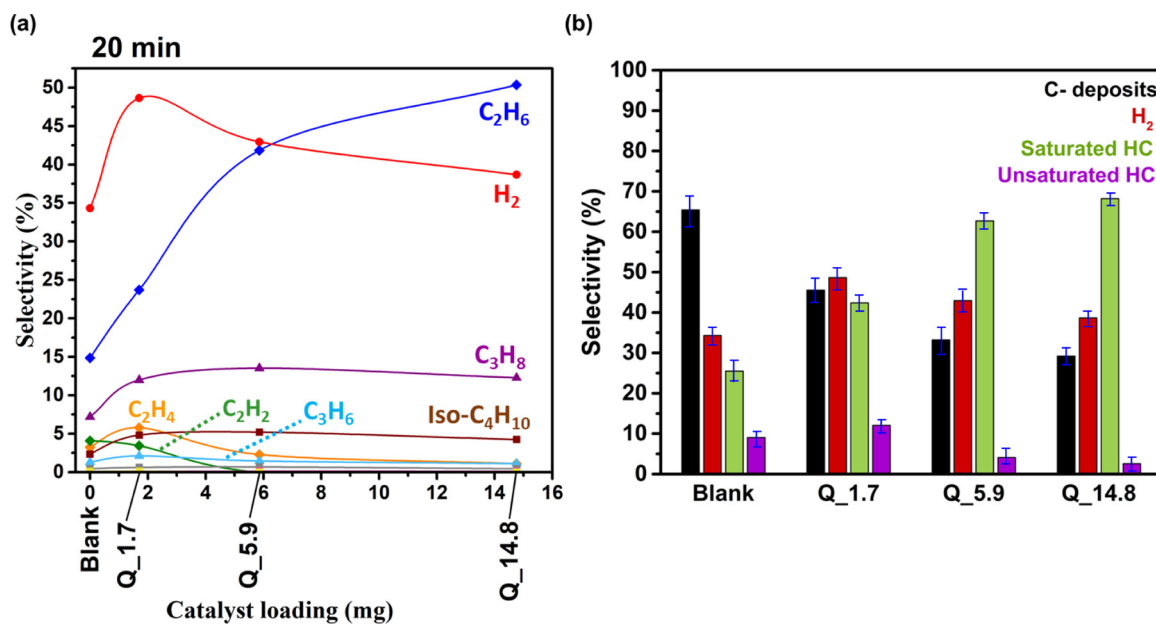 (a)
20 min
50
45
40
35
30
25
20
15
10
5
0
Selectivity (%)
C₂H₆
H₂
C₃H₈
C₂H₄
C₂H₂
C₃H₆
Iso-C₄H₁₀
0 2 4 6 8 10 12 14 16
Blank
Q_1.7
Q_5.9
Q_14.8
Catalyst loading (mg)
(b)
100
90
80
70
60
50
40
30
20
10
0
Selectivity (%)
C- deposits
H₂
Saturated HC
Unsaturated HC
Blank Q_1.7 Q_5.9 Q_14.8